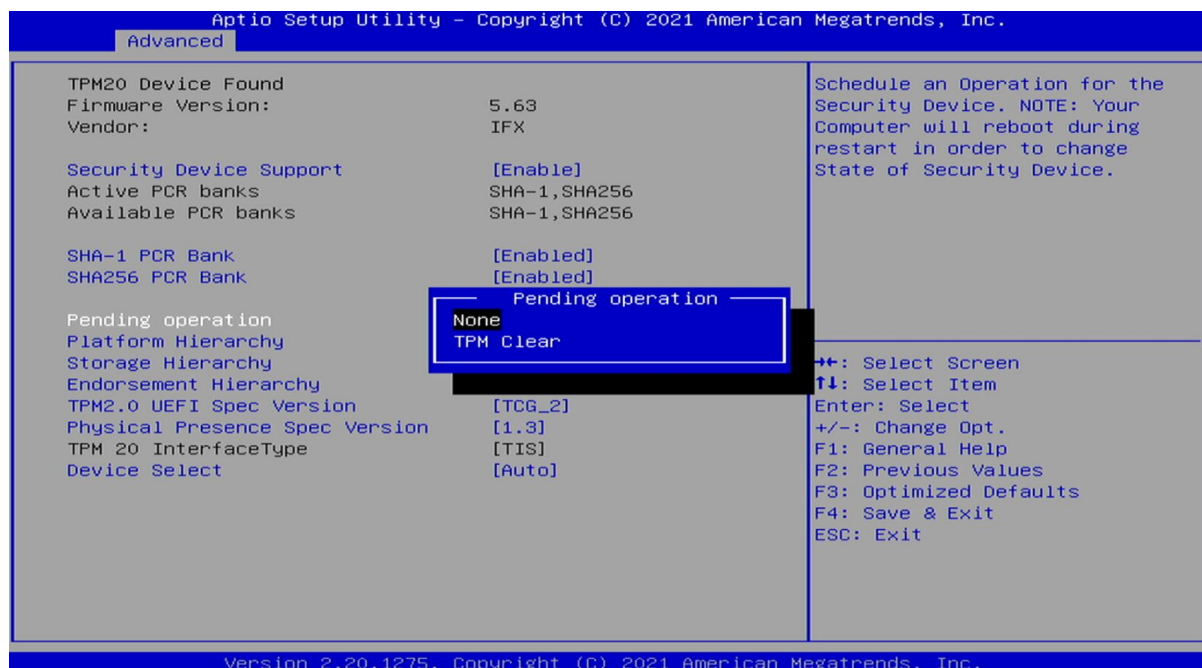 Aptio Setup Utility – Copyright (C) 2021 American Megatrends, Inc.
Advanced
TPM20 Device Found
Firmware Version: 5.63
Vendor: IFX
Security Device Support [Enable]
Active PCR banks SHA-1,SHA256
Available PCR banks SHA-1,SHA256
SHA-1 PCR Bank [Enabled]
SHA256 PCR Bank [Enabled]
Pending operation
Platform Hierarchy
Storage Hierarchy
Endorsement Hierarchy
TPM2.0 UEFI Spec Version [TCG_2]
Physical Presence Spec Version [1.3]
TPM 20 InterfaceType [TIS]
Device Select [Auto]
Pending operation
None
TPM Clear
Schedule an Operation for the
Security Device. NOTE: Your
Computer will reboot during
restart in order to change
State of Security Device.
→←: Select Screen
↑↓: Select Item
Enter: Select
+/-: Change Opt.
F1: General Help
F2: Previous Values
F3: Optimized Defaults
F4: Save & Exit
ESC: Exit
Version 2.20.1275. Copyright (C) 2021 American Megatrends, Inc.